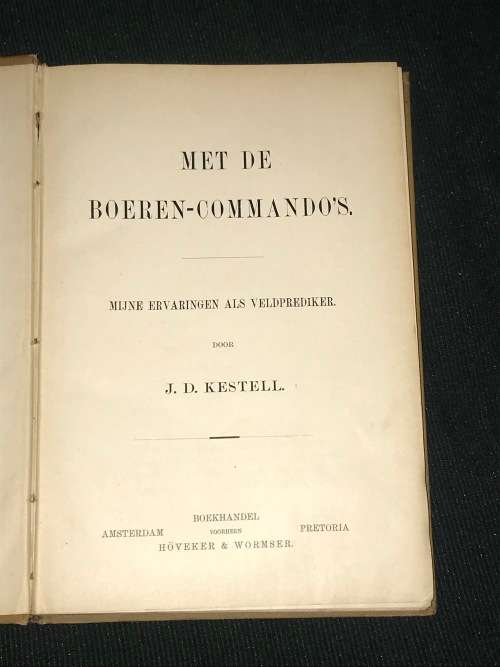 MET DE
BOEREN-COMMANDO'S.
MIJNE ERVARINGEN ALS VELDPREDIKER.
DOOR
J. D. KESTELL.
BOEKHANDEL
AMSTERDAM VOORHEEN PRETORIA
HÖVEKER & WORMSER.